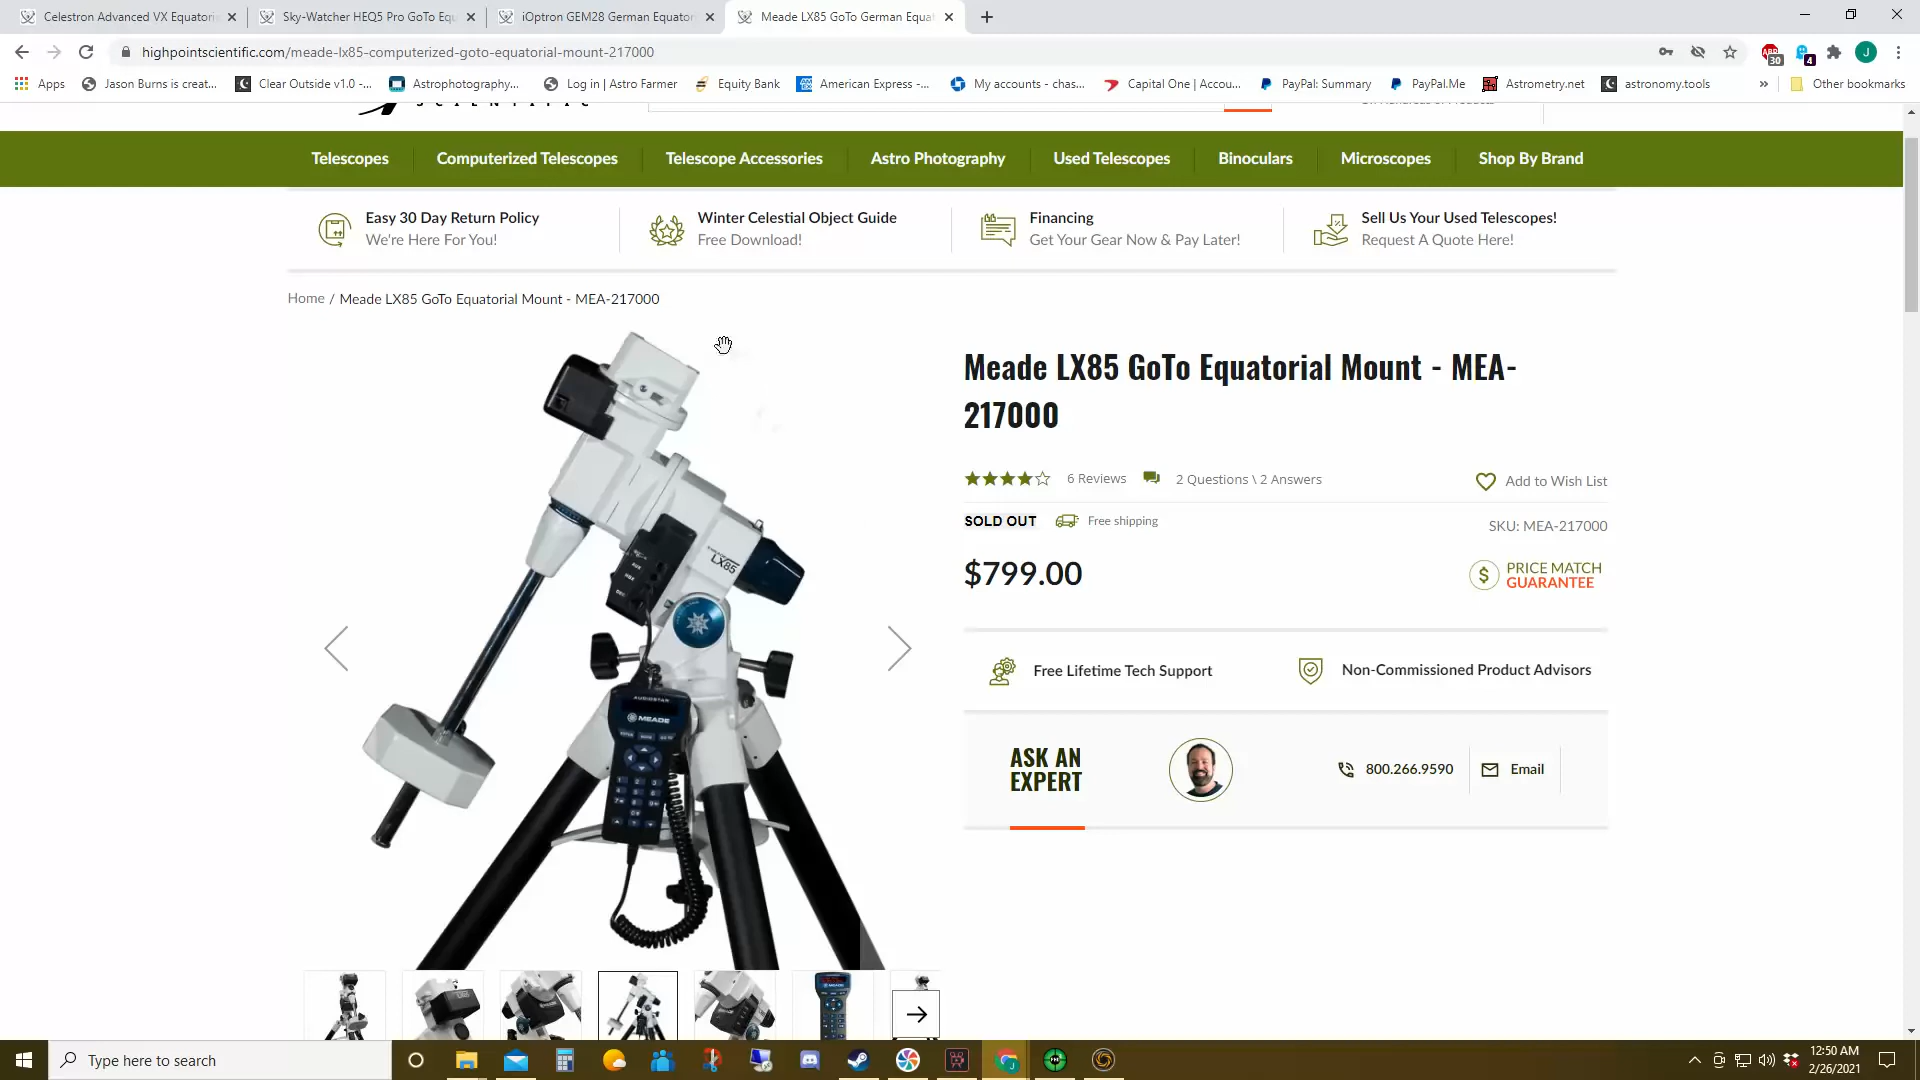 Celestron Advanced VX Equatori
Sky-Watcher HEQ5 Pro GoTo Equ
iOptron GEM28 German Equator
Meade LX85 GoTo German Equa
highpointscientific.com/meade-lx85-computerized-goto-equatorial-mount-217000
30
4
J
Apps
Jason Burns is creat...
Clear Outside v1.0 -...
Astrophotography...
Log in | Astro Farmer
Equity Bank
American Express -...
My accounts - chas...
Capital One | Accou...
PayPal: Summary
PayPal.Me
Astrometry.net
astronomy.tools
»
Other bookmarks
Telescopes
Computerized Telescopes
Telescope Accessories
Astro Photography
Used Telescopes
Binoculars
Microscopes
Shop By Brand
Easy 30 Day Return Policy
We're Here For You!
Winter Celestial Object Guide
Free Download!
Financing
Get Your Gear Now & Pay Later!
Sell Us Your Used Telescopes!
Request A Quote Here!
Home / Meade LX85 GoTo Equatorial Mount - MEA-217000
Meade LX85 GoTo Equatorial Mount - MEA-
217000
6 Reviews
2 Questions \ 2 Answers
Add to Wish List
SOLD OUT
Free shipping
SKU: MEA-217000
$799.00
PRICE MATCH
GUARANTEE
Free Lifetime Tech Support
Non-Commissioned Product Advisors
ASK AN
EXPERT
800.266.9590
Email
LX85
AUDIOSTAR
MEADE
Type here to search
12:50 AM
2/26/2021